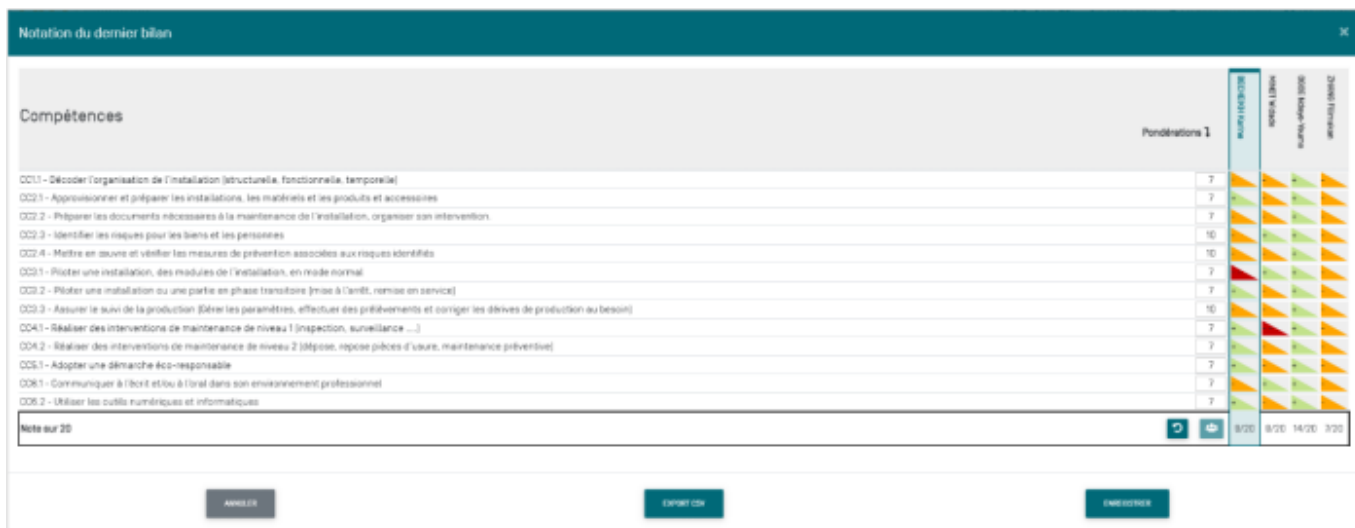 Notation du dernier bilan
×
Compétences
Pondérations
CC1.1 - Décoder l'organisation de l'installation (structurelle, fonctionnelle, temporelle) 7
CC2.1 - Approvisionner et préparer les installations, les matériels et les produits et accessoires 7
CC2.2 - Préparer les documents nécessaires à la maintenance de l'installation, organiser son intervention. 7
CC2.3 - Identifier les risques pour les biens et les personnes 10
CC2.4 - Mettre en œuvre et vérifier les mesures de prévention associées aux risques identifiés 10
CC3.1 - Piloter une installation, des modules de l'installation, en mode normal 7
CC3.2 - Piloter une installation ou une partie en phase transitoire (mise à l'arrêt, remise en service) 7
CC3.3 - Assurer le suivi de la production (Gérer les paramètres, effectuer des prélèvements et corriger les dérives de production au besoin) 10
CC4.1 - Réaliser des interventions de maintenance de niveau 1 (inspection, surveillance ....) 7
CC4.2 - Réaliser des interventions de maintenance de niveau 2 (dépose, repose pièces d'usure, maintenance préventive) 7
CC5.1 - Adopter une démarche éco-responsable 7
CC6.1 - Communiquer à l'écrit et/ou à l'oral dans son environnement professionnel 7
CC6.2 - Utiliser les outils numériques et informatiques 7
Note sur 20 9/20 8/20 14/20 7/20
ANNULER EXPORT CSV ENREGISTRER